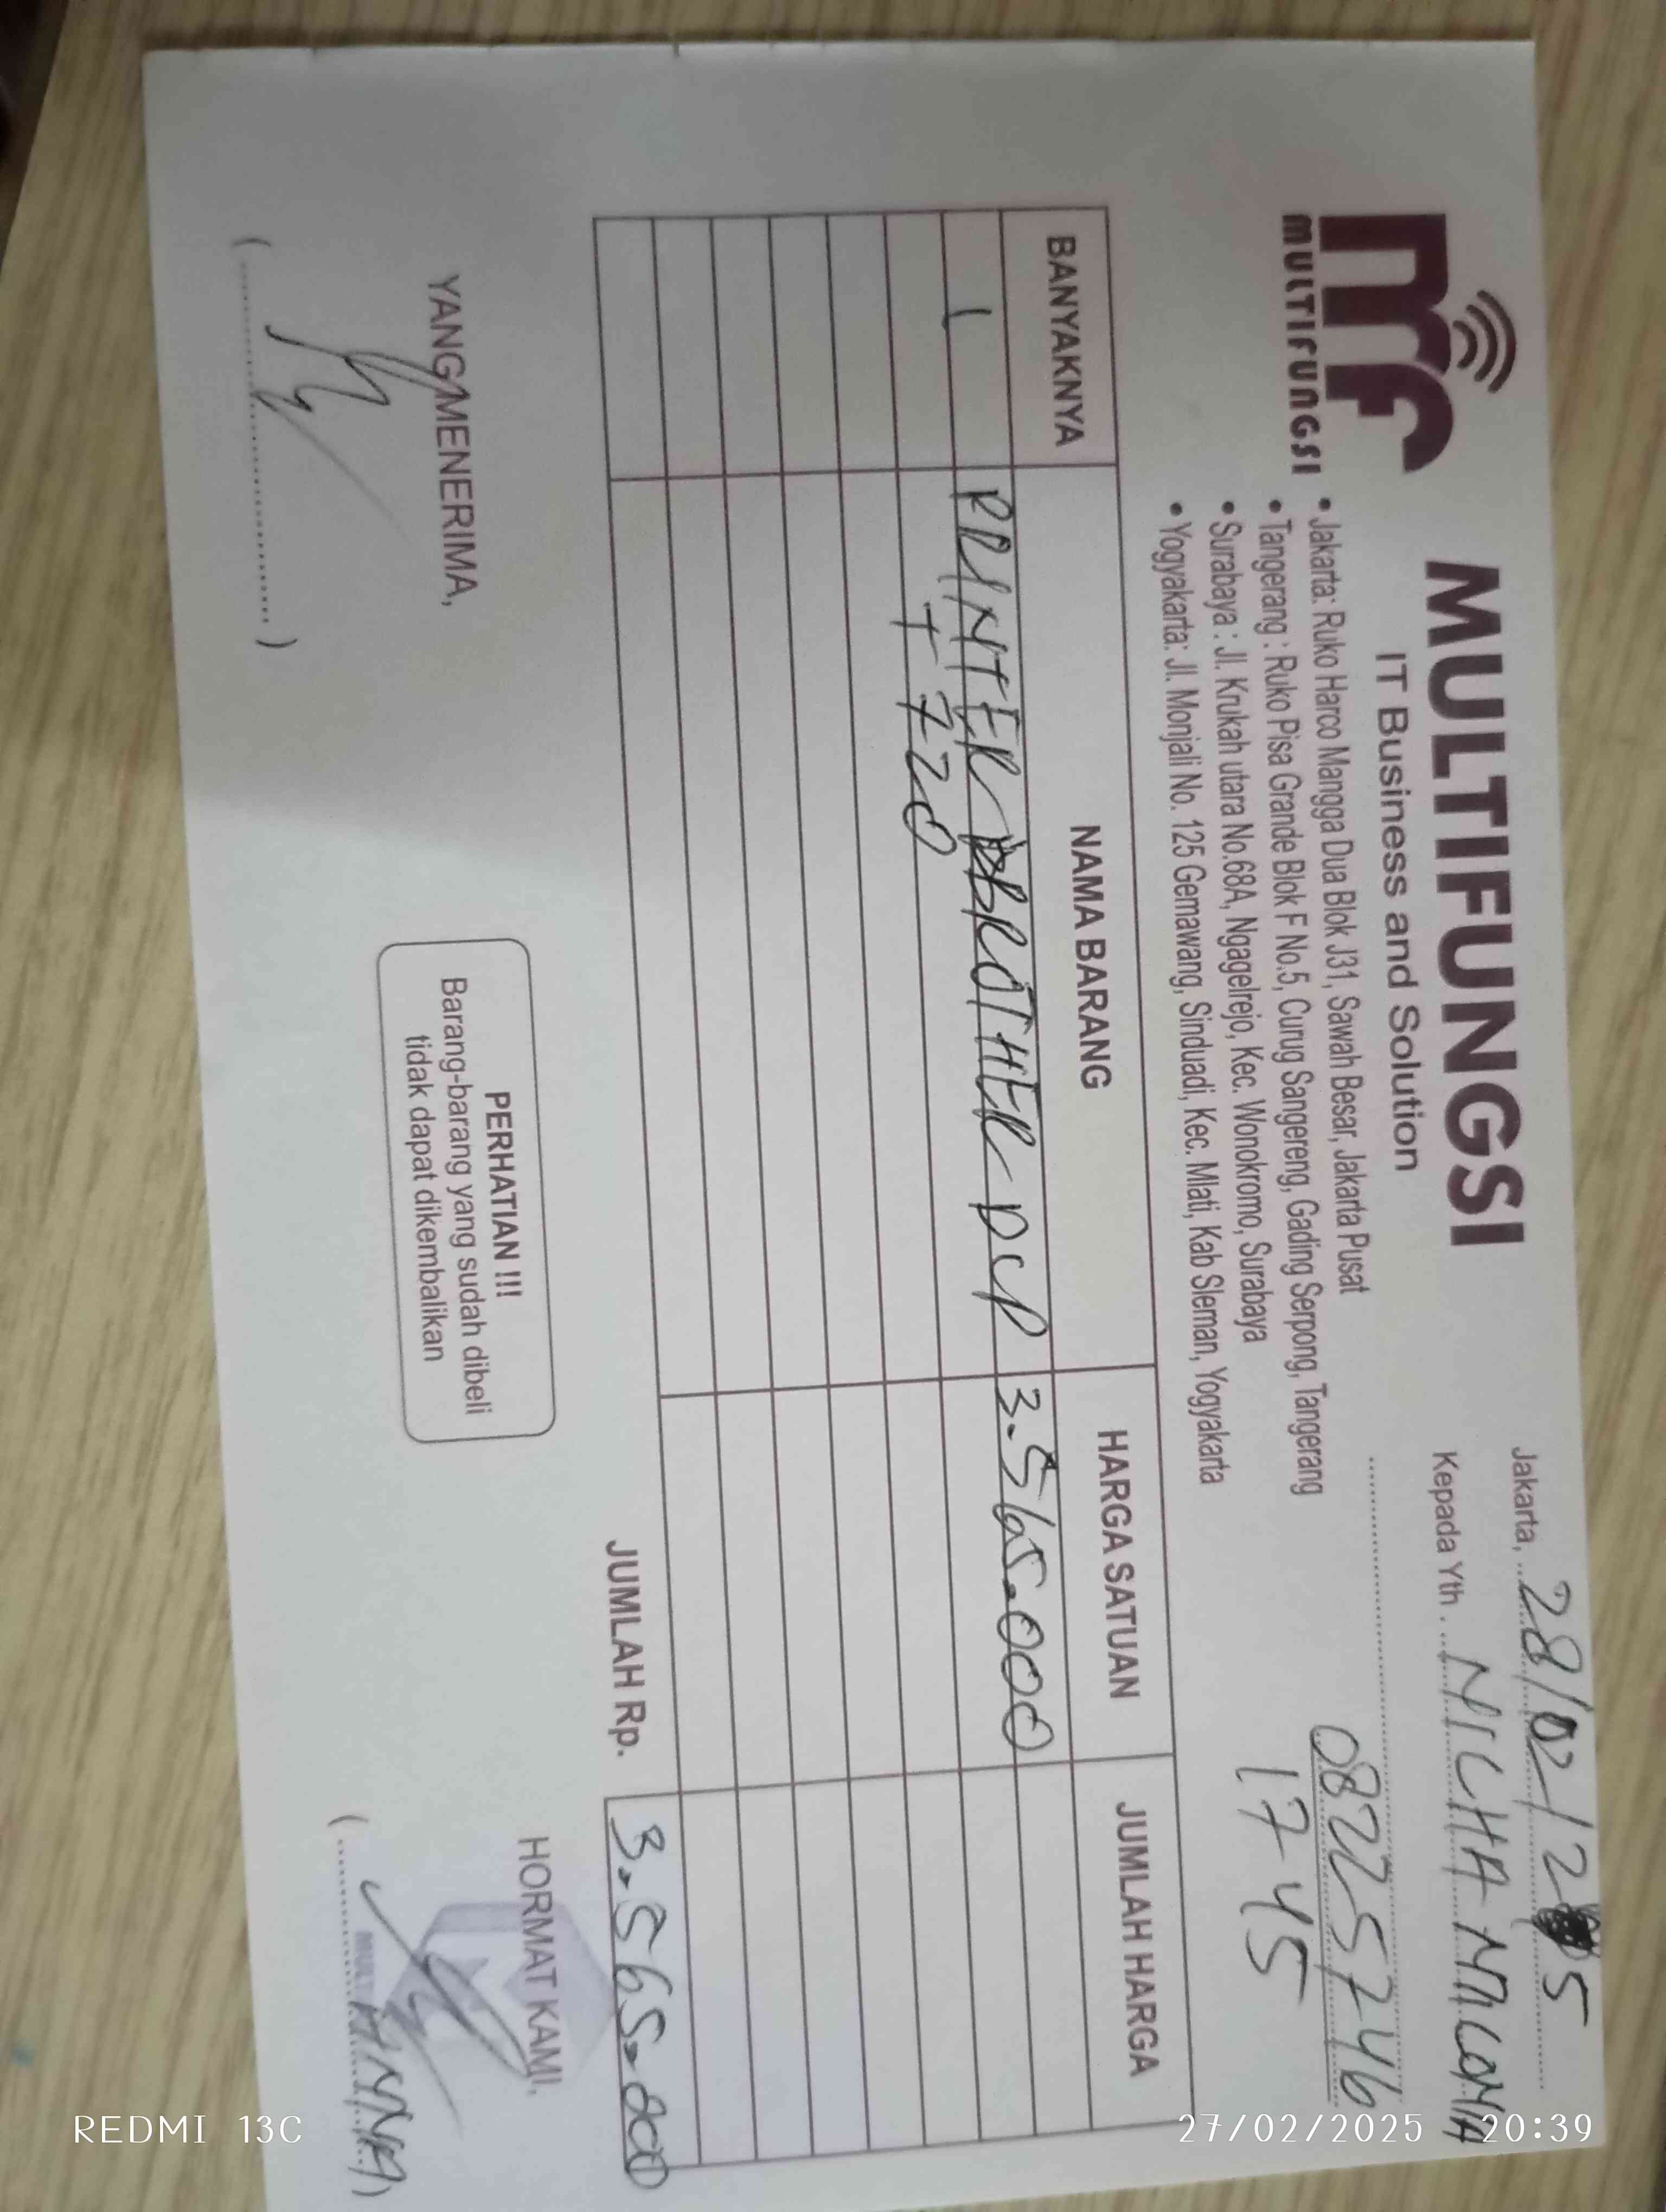 mf
MULTIFUNGSI
MULTIFUNGSI
IT Business and Solution
• Jakarta: Ruko Harco Mangga Dua Blok J31, Sawah Besar, Jakarta Pusat
• Tangerang : Ruko Pisa Grande Blok F No.5, Curug Sangereng, Gading Serpong, Tangerang
• Surabaya : Jl. Krukah utara No.68A, Ngagelrejo, Kec. Wonokromo, Surabaya
• Yogyakarta: Jl. Monjali No. 125 Gemawang, Sinduadi, Kec. Mlati, Kab Sleman, Yogyakarta
Jakarta, 28/02/25
Kepada Yth . NICHA
0822 5746
1745
BANYAKNYA NAMA BARANG HARGA SATUAN JUMLAH HARGA
1 PRINTER BROTHER DCP 3.565.000
T 720
JUMLAH Rp. 3.565.000
YANG MENERIMA,
PERHATIAN !!!
Barang-barang yang sudah dibeli
tidak dapat dikembalikan
HORMAT KAMI,
REDMI 13C
27/02/2025 20:39